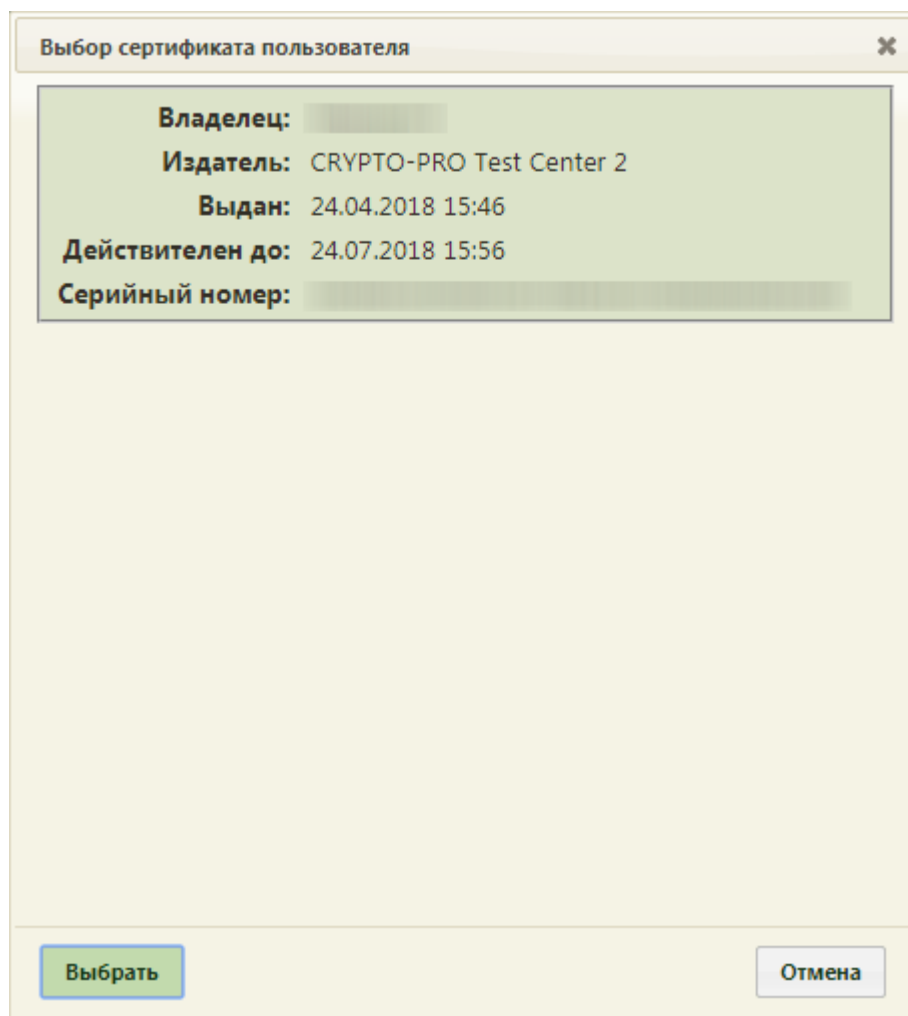 Выбор сертификата пользователя
Владелец:
Издатель: CRYPTO-PRO Test Center 2
Выдан: 24.04.2018 15:46
Действителен до: 24.07.2018 15:56
Серийный номер:
Выбрать
Отмена